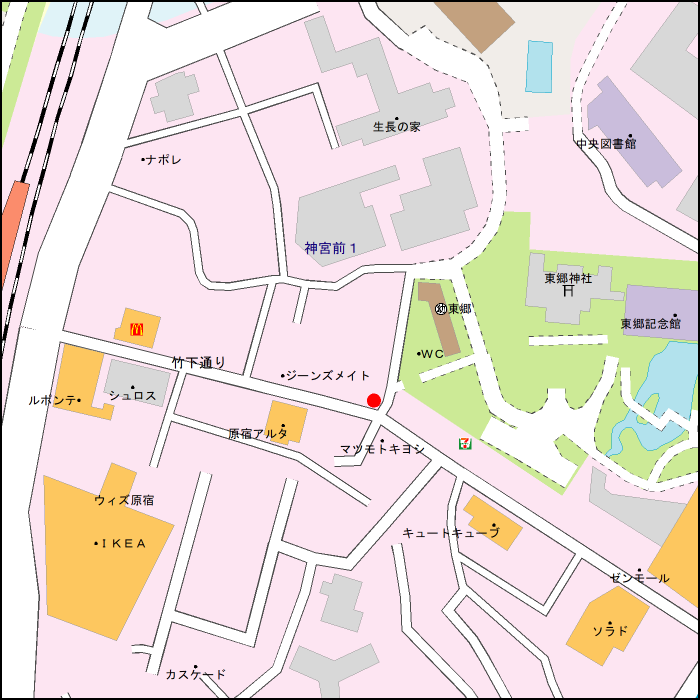 生長の家
中央図書館
ナポレ
神宮前1
東郷神社
幼東郷
東郷記念館
WC
竹下通り
ジーンズメイト
シュロス
ルポンテ
原宿アルタ
マツモトキヨシ
ウィズ原宿
キュートキューブ
IKEA
ゼンモール
ソラド
カスケード